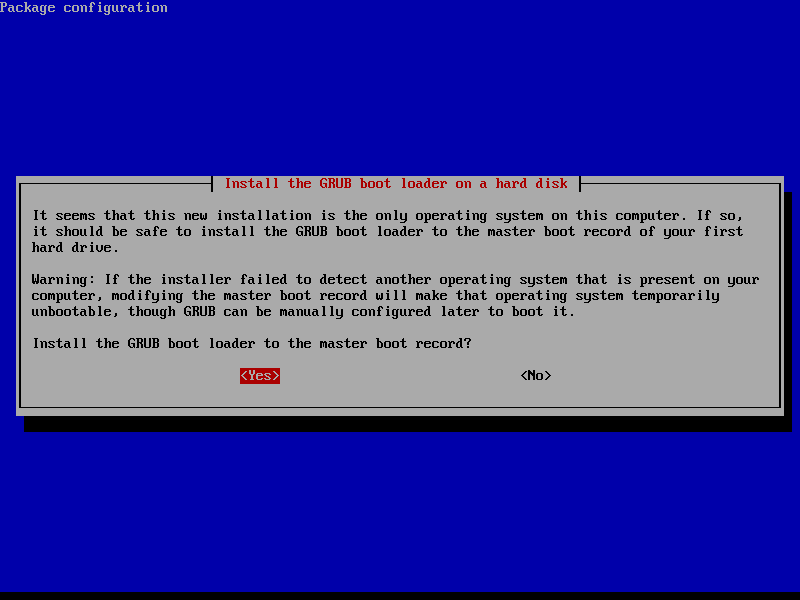 Package configuration
Install the GRUB boot loader on a hard disk
It seems that this new installation is the only operating system on this computer. If so,
it should be safe to install the GRUB boot loader to the master boot record of your first
hard drive.
Warning: If the installer failed to detect another operating system that is present on your
computer, modifying the master boot record will make that operating system temporarily
unbootable, though GRUB can be manually configured later to boot it.
Install the GRUB boot loader to the master boot record?
<Yes> <No>